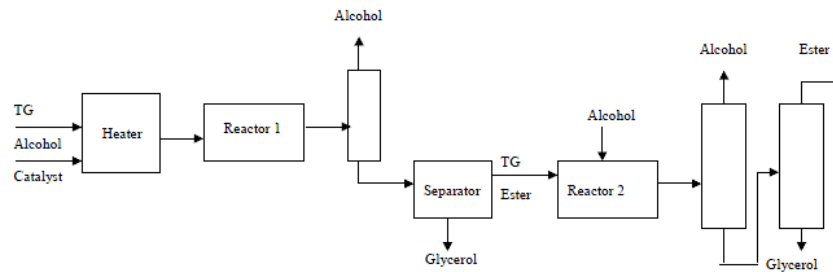 Alcohol
Alcohol
Ester
TG
Alcohol
Catalyst
Heater
Reactor 1
Alcohol
Separator
TG
Ester
Reactor 2
Glycerol
Glycerol